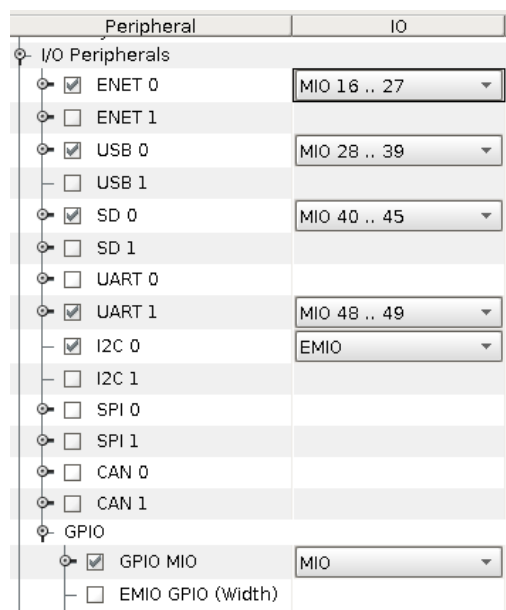 Peripheral IO
I/O Peripherals
ENET 0 MIO 16 .. 27
ENET 1
USB 0 MIO 28 .. 39
USB 1
SD 0 MIO 40 .. 45
SD 1
UART 0
UART 1 MIO 48 .. 49
I2C 0 EMIO
I2C 1
SPI 0
SPI 1
CAN 0
CAN 1
GPIO
GPIO MIO MIO
EMIO GPIO (Width)